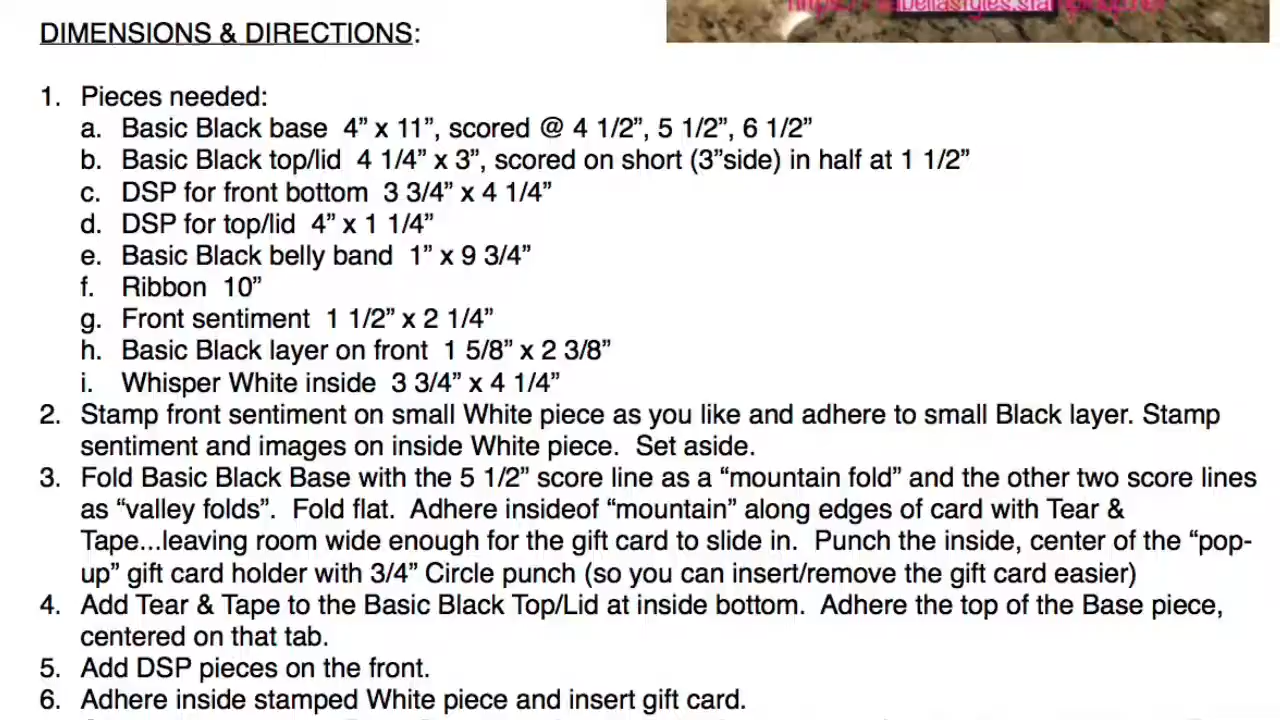 DIMENSIONS & DIRECTIONS:
1. Pieces needed:
a. Basic Black base 4” x 11”, scored @ 4 1/2”, 5 1/2”, 6 1/2”
b. Basic Black top/lid 4 1/4” x 3”, scored on short (3”side) in half at 1 1/2”
c. DSP for front bottom 3 3/4” x 4 1/4”
d. DSP for top/lid 4” x 1 1/4”
e. Basic Black belly band 1” x 9 3/4”
f. Ribbon 10”
g. Front sentiment 1 1/2” x 2 1/4”
h. Basic Black layer on front 1 5/8” x 2 3/8”
i. Whisper White inside 3 3/4” x 4 1/4”
2. Stamp front sentiment on small White piece as you like and adhere to small Black layer. Stamp
sentiment and images on inside White piece. Set aside.
3. Fold Basic Black Base with the 5 1/2” score line as a “mountain fold” and the other two score lines
as “valley folds”. Fold flat. Adhere insideof “mountain” along edges of card with Tear &
Tape...leaving room wide enough for the gift card to slide in. Punch the inside, center of the “pop-
up” gift card holder with 3/4” Circle punch (so you can insert/remove the gift card easier)
4. Add Tear & Tape to the Basic Black Top/Lid at inside bottom. Adhere the top of the Base piece,
centered on that tab.
5. Add DSP pieces on the front.
6. Adhere inside stamped White piece and insert gift card.